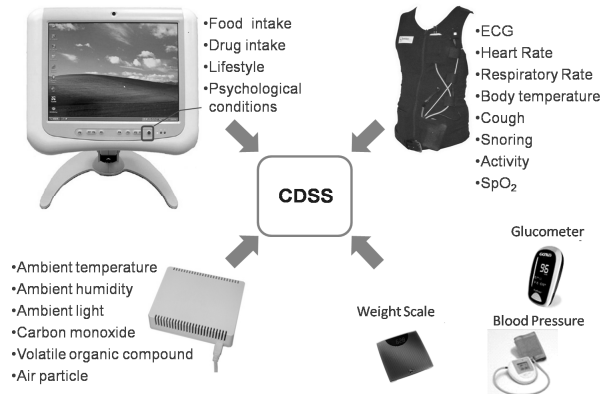 •Food intake
•Drug intake
•Lifestyle
•Psychological
conditions
•ECG
•Heart Rate
•Respiratory Rate
•Body temperature
•Cough
•Snoring
•Activity
•SpO₂
CDSS
•Ambient temperature
•Ambient humidity
•Ambient light
•Carbon monoxide
•Volatile organic compound
•Air particle
Glucometer
96
Weight Scale
Blood Pressure